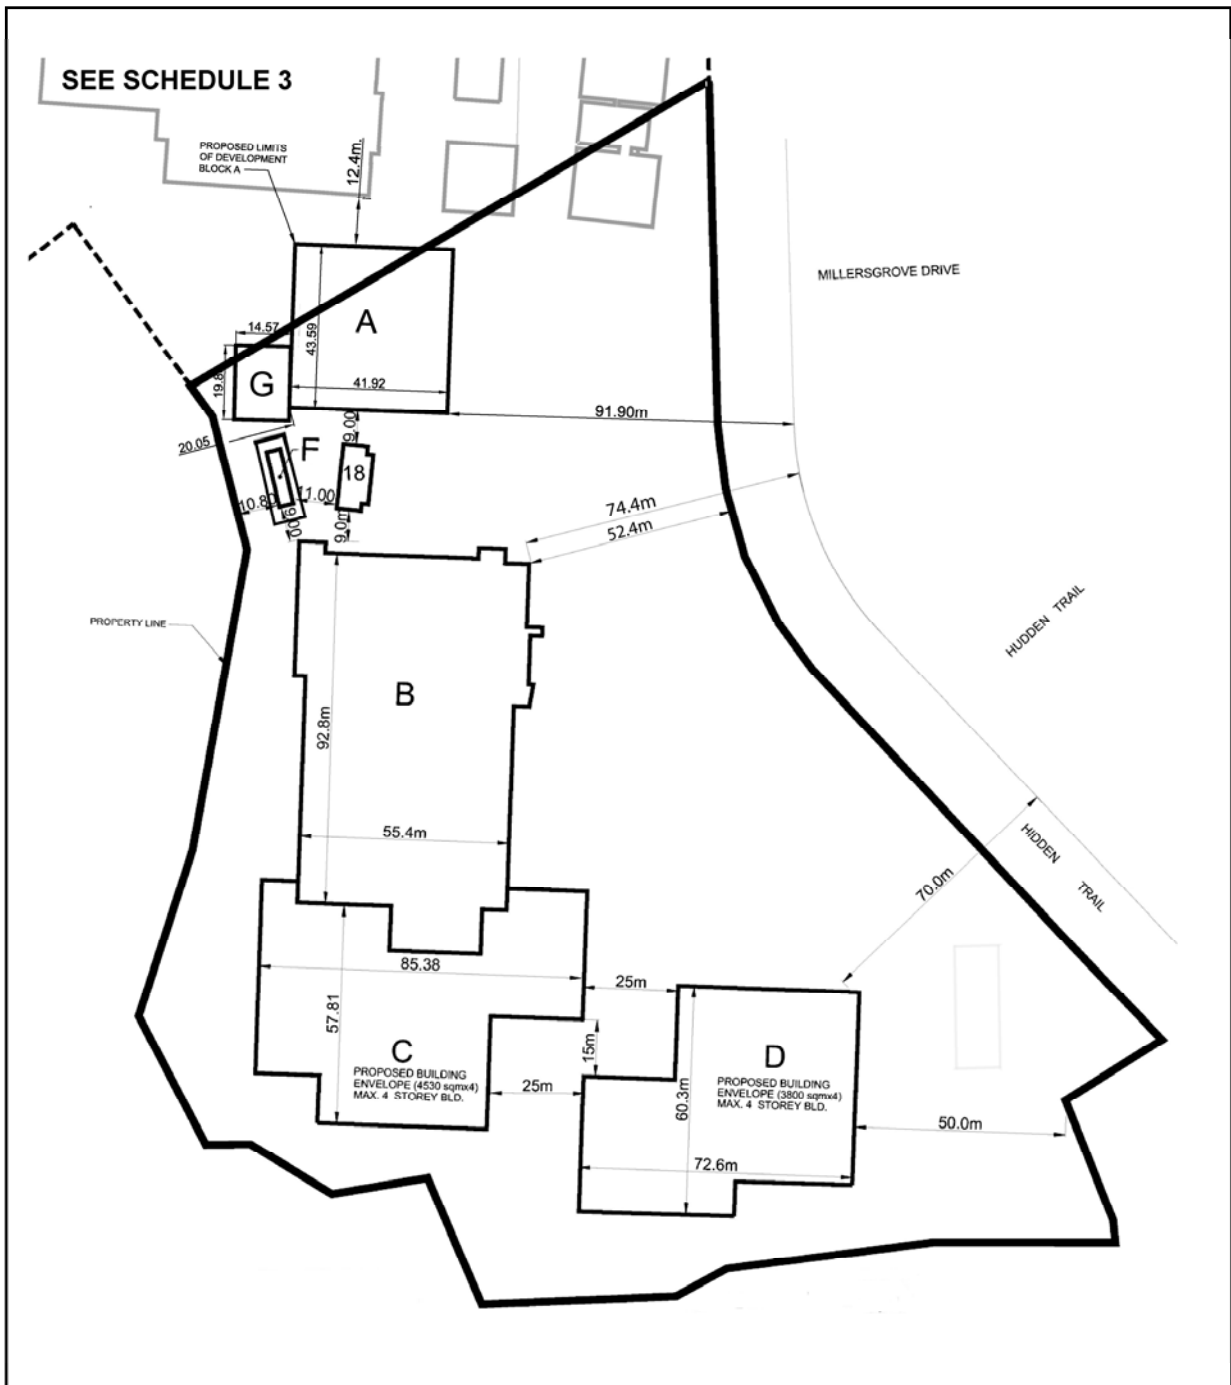 SEE SCHEDULE 3
PROPOSED LIMITS
OF DEVELOPMENT
BLOCK A
12.4m.
MILLERSGROVE DRIVE
A
14.57
43.59
19.8
G
41.92
91.90m
20.05
F
9.00
18
10.80
11.00
9.00
9.0m
74.4m
52.4m
PROPERTY LINE
HUDDEN TRAIL
B
92.8m
55.4m
HIDDEN TRAIL
70.0m
85.38
25m
57.81
15m
C
PROPOSED BUILDING
ENVELOPE (4530 sqmx4)
MAX. 4 STOREY BLD.
25m
D
PROPOSED BUILDING
ENVELOPE (3800 sqmx4)
MAX. 4 STOREY BLD.
60.3m
50.0m
72.6m